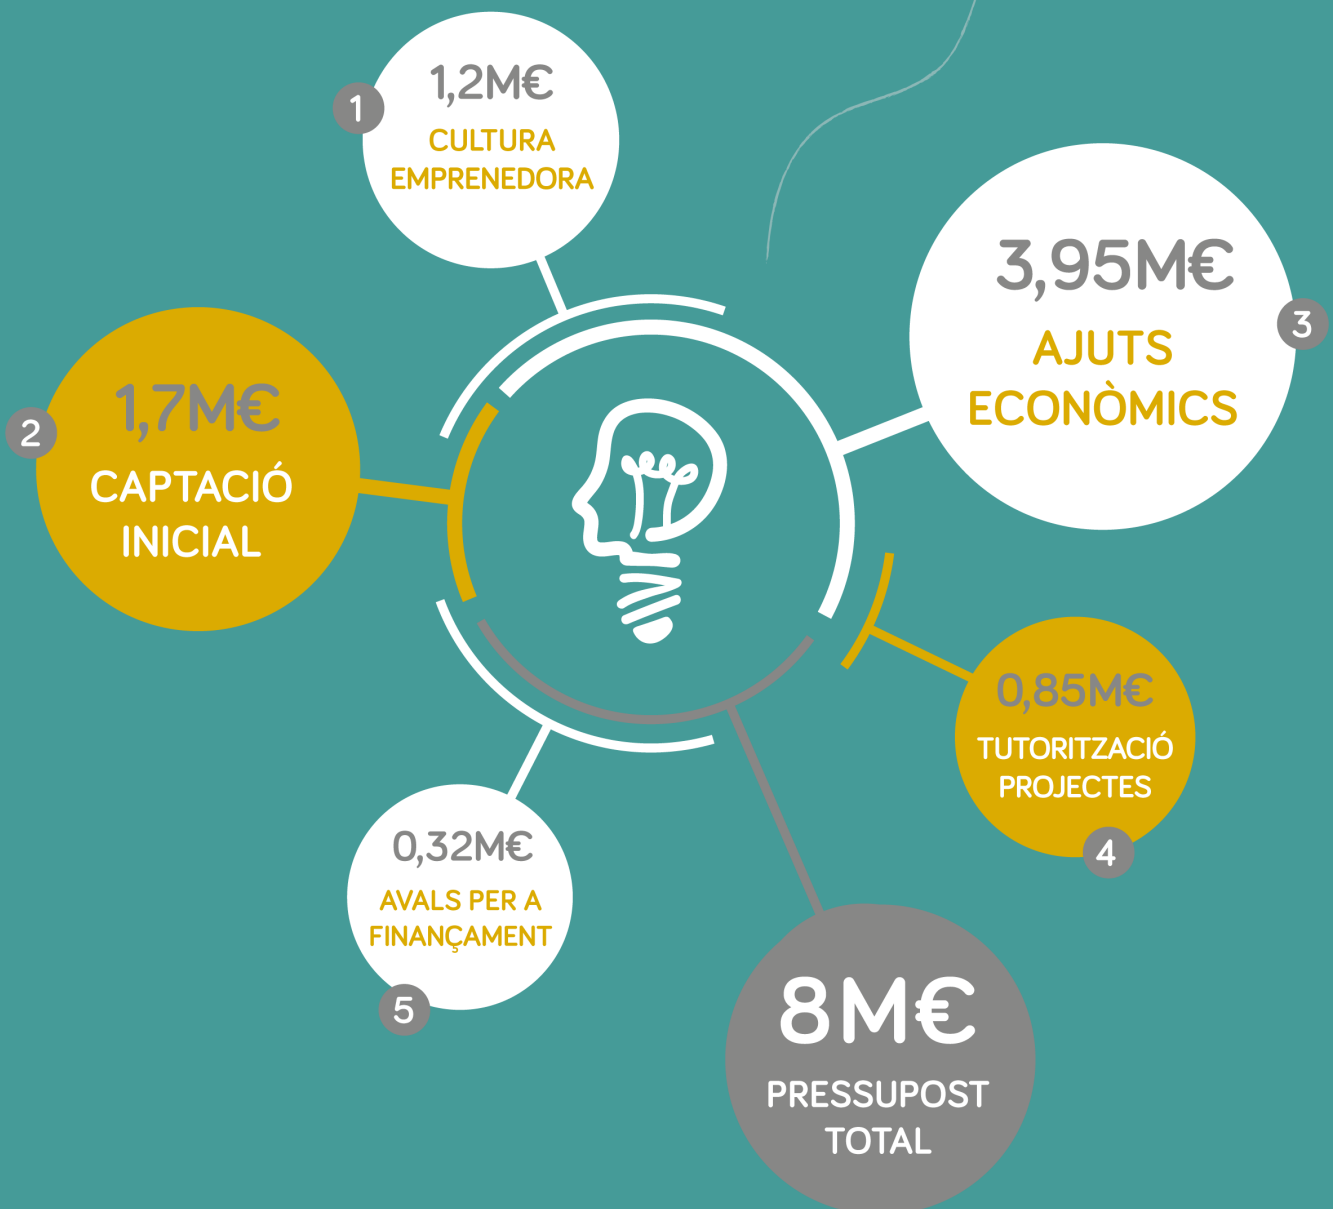 1
1,2M€
CULTURA
EMPRENEDORA
2
1,7M€
CAPTACIÓ
INICIAL
3
3,95M€
AJUTS
ECONÒMICS
4
0,85M€
TUTORITZACIÓ
PROJECTES
5
0,32M€
AVALS PER A
FINANÇAMENT
8M€
PRESSUPOST
TOTAL